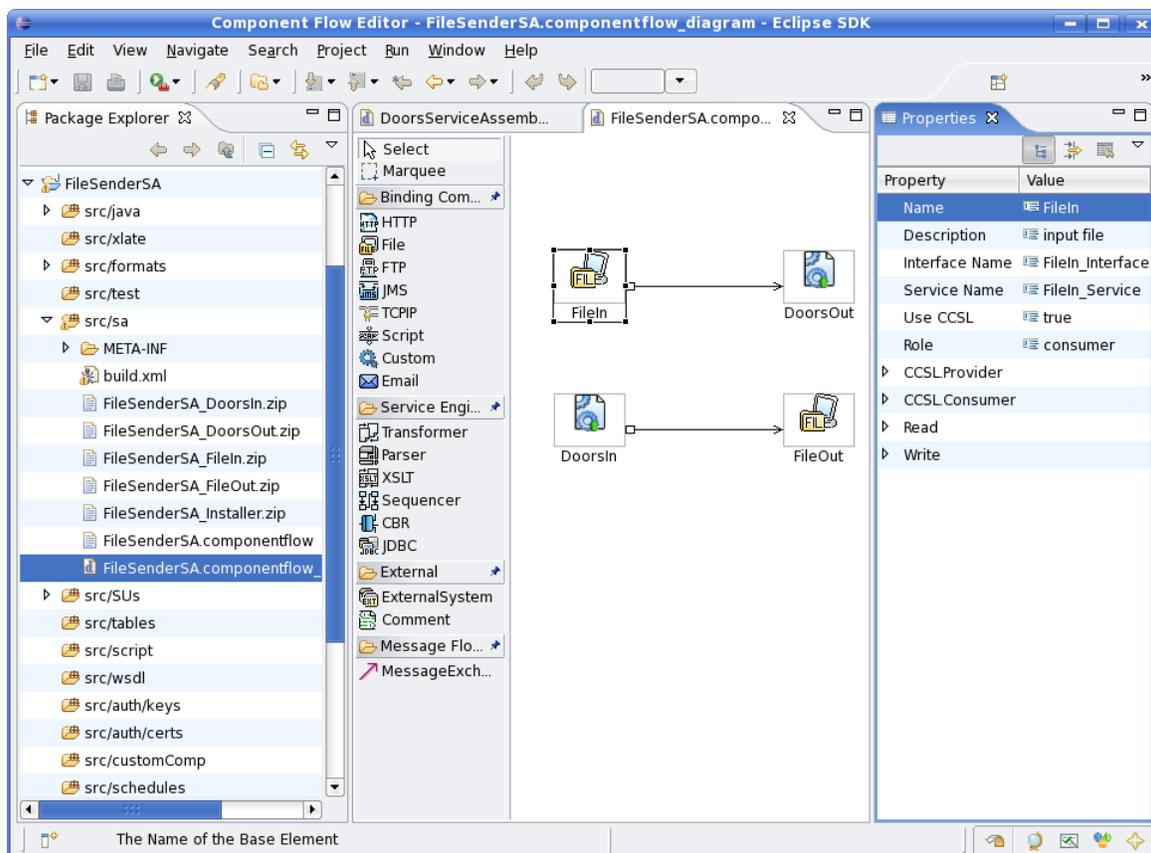 Component Flow Editor - FileSenderSA.componentflow_diagram - Eclipse SDK
File Edit View Navigate Search Project Run Window Help
Package Explorer
FileSenderSA
src/java
src/xlate
src/formats
src/test
src/sa
META-INF
build.xml
FileSenderSA_DoorsIn.zip
FileSenderSA_DoorsOut.zip
FileSenderSA_FileIn.zip
FileSenderSA_FileOut.zip
FileSenderSA_Installer.zip
FileSenderSA.componentflow
FileSenderSA.componentflow_
src/SUs
src/tables
src/script
src/wsdl
src/auth/keys
src/auth/certs
src/customComp
src/schedules
DoorsServiceAssemb...
FileSenderSA.compo...
Select
Marquee
Binding Com...
HTTP
File
FTP
JMS
TCPIP
Script
Custom
Email
Service Engi...
Transformer
Parser
XSLT
Sequencer
CBR
JDBC
External
ExternalSystem
Comment
Message Flo...
MessageExch...
FileIn
DoorsOut
DoorsIn
FileOut
Properties
Property Value
Name FileIn
Description input file
Interface Name FileIn_Interface
Service Name FileIn_Service
Use CCSL true
Role consumer
CCSL.Provider
CCSL.Consumer
Read
Write
The Name of the Base Element